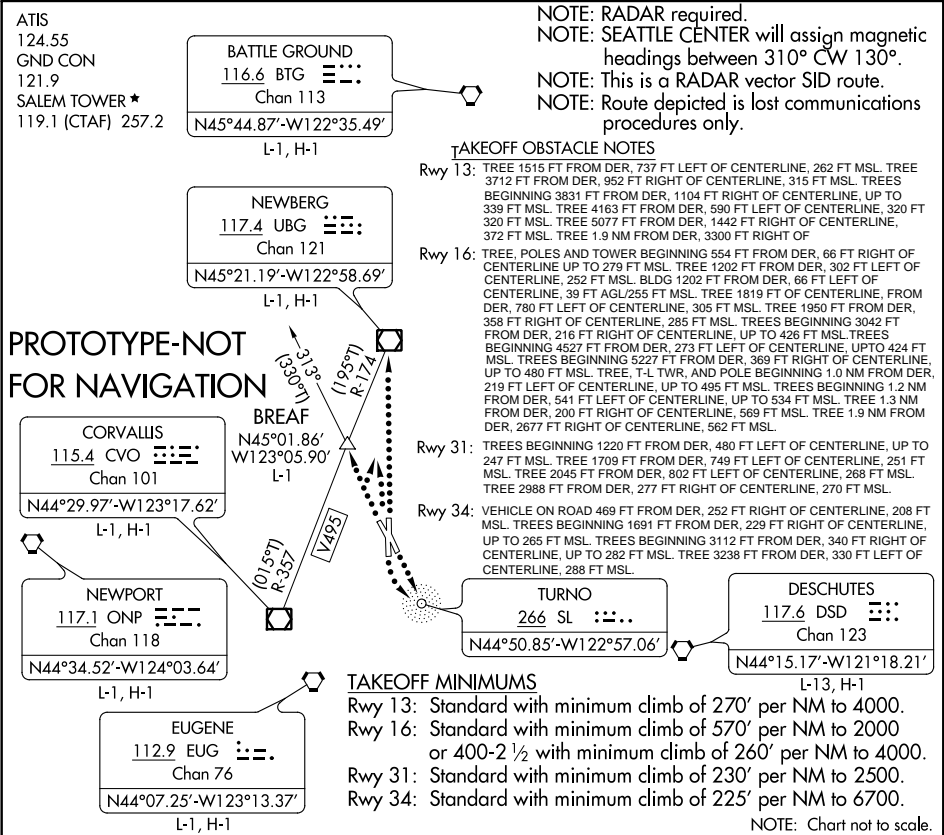 ATIS
124.55
GND CON
121.9
SALEM TOWER ★
119.1 (CTAF) 257.2
BATTLE GROUND
116.6 BTG
Chan 113
N45°44.87'-W122°35.49'
L-1, H-1
NOTE: RADAR required.
NOTE: SEATTLE CENTER will assign magnetic
headings between 310° CW 130°.
NOTE: This is a RADAR vector SID route.
NOTE: Route depicted is lost communications
procedures only.
TAKEOFF OBSTACLE NOTES
Rwy 13: TREE 1515 FT FROM DER, 737 FT LEFT OF CENTERLINE, 262 FT MSL. TREE
3712 FT FROM DER, 952 FT RIGHT OF CENTERLINE, 315 FT MSL. TREES
BEGINNING 3831 FT FROM DER, 1104 FT RIGHT OF CENTERLINE, UP TO
339 FT MSL. TREE 4163 FT FROM DER, 590 FT LEFT OF CENTERLINE, 320 FT
320 FT MSL. TREE 5077 FT FROM DER, 1442 FT RIGHT OF CENTERLINE,
372 FT MSL. TREE 1.9 NM FROM DER, 3300 FT RIGHT OF
Rwy 16: TREE, POLES AND TOWER BEGINNING 554 FT FROM DER, 66 FT RIGHT OF
CENTERLINE UP TO 279 FT MSL. TREE 1202 FT FROM DER, 302 FT LEFT OF
CENTERLINE, 252 FT MSL. BLDG 1202 FT FROM DER, 66 FT LEFT OF
CENTERLINE, 39 FT AGL/255 FT MSL. TREE 1819 FT OF CENTERLINE, FROM
DER, 780 FT LEFT OF CENTERLINE, 305 FT MSL. TREE 1950 FT FROM DER,
358 FT RIGHT OF CENTERLINE, 285 FT MSL. TREES BEGINNING 3042 FT
FROM DER, 216 FT RIGHT OF CENTERLINE, UP TO 426 FT MSL.TREES
BEGINNING 4527 FT FROM DER, 273 FT LEFT OF CENTERLINE, UPTO 424 FT
MSL. TREES BEGINNING 5227 FT FROM DER, 369 FT RIGHT OF CENTERLINE,
UP TO 480 FT MSL. TREE, T-L TWR, AND POLE BEGINNING 1.0 NM FROM DER,
219 FT LEFT OF CENTERLINE, UP TO 495 FT MSL. TREES BEGINNING 1.2 NM
FROM DER, 541 FT LEFT OF CENTERLINE, UP TO 534 FT MSL. TREE 1.3 NM
FROM DER, 200 FT RIGHT OF CENTERLINE, 569 FT MSL. TREE 1.9 NM FROM
DER, 2677 FT RIGHT OF CENTERLINE, 562 FT MSL.
Rwy 31: TREES BEGINNING 1220 FT FROM DER, 480 FT LEFT OF CENTERLINE, UP TO
247 FT MSL. TREE 1709 FT FROM DER, 749 FT LEFT OF CENTERLINE, 251 FT
MSL. TREE 2045 FT FROM DER, 802 FT LEFT OF CENTERLINE, 268 FT MSL.
TREE 2988 FT FROM DER, 277 FT RIGHT OF CENTERLINE, 270 FT MSL.
Rwy 34: VEHICLE ON ROAD 469 FT FROM DER, 252 FT RIGHT OF CENTERLINE, 208 FT
MSL. TREES BEGINNING 1691 FT FROM DER, 229 FT RIGHT OF CENTERLINE,
UP TO 265 FT MSL. TREES BEGINNING 3112 FT FROM DER, 340 FT RIGHT OF
CENTERLINE, UP TO 282 FT MSL. TREE 3238 FT FROM DER, 330 FT LEFT OF
CENTERLINE, 288 FT MSL.
NEWBERG
117.4 UBG
Chan 121
N45°21.19'-W122°58.69'
L-1, H-1
PROTOTYPE-NOT
FOR NAVIGATION
313°
(330°T)
(195°T)
R-174
BREAF
N45°01.86'
W123°05.90'
L-1
CORVALLIS
115.4 CVO
Chan 101
N44°29.97'-W123°17.62'
L-1, H-1
(015°T)
R-357
V495
NEWPORT
117.1 ONP
Chan 118
N44°34.52'-W124°03.64'
L-1, H-1
TURNO
266 SL
N44°50.85'-W122°57.06'
DESCHUTES
117.6 DSD
Chan 123
N44°15.17'-W121°18.21'
L-13, H-1
EUGENE
112.9 EUG
Chan 76
N44°07.25'-W123°13.37'
L-1, H-1
TAKEOFF MINIMUMS
Rwy 13: Standard with minimum climb of 270' per NM to 4000.
Rwy 16: Standard with minimum climb of 570' per NM to 2000
or 400-2 ½ with minimum climb of 260' per NM to 4000.
Rwy 31: Standard with minimum climb of 230' per NM to 2500.
Rwy 34: Standard with minimum climb of 225' per NM to 6700.
NOTE: Chart not to scale.